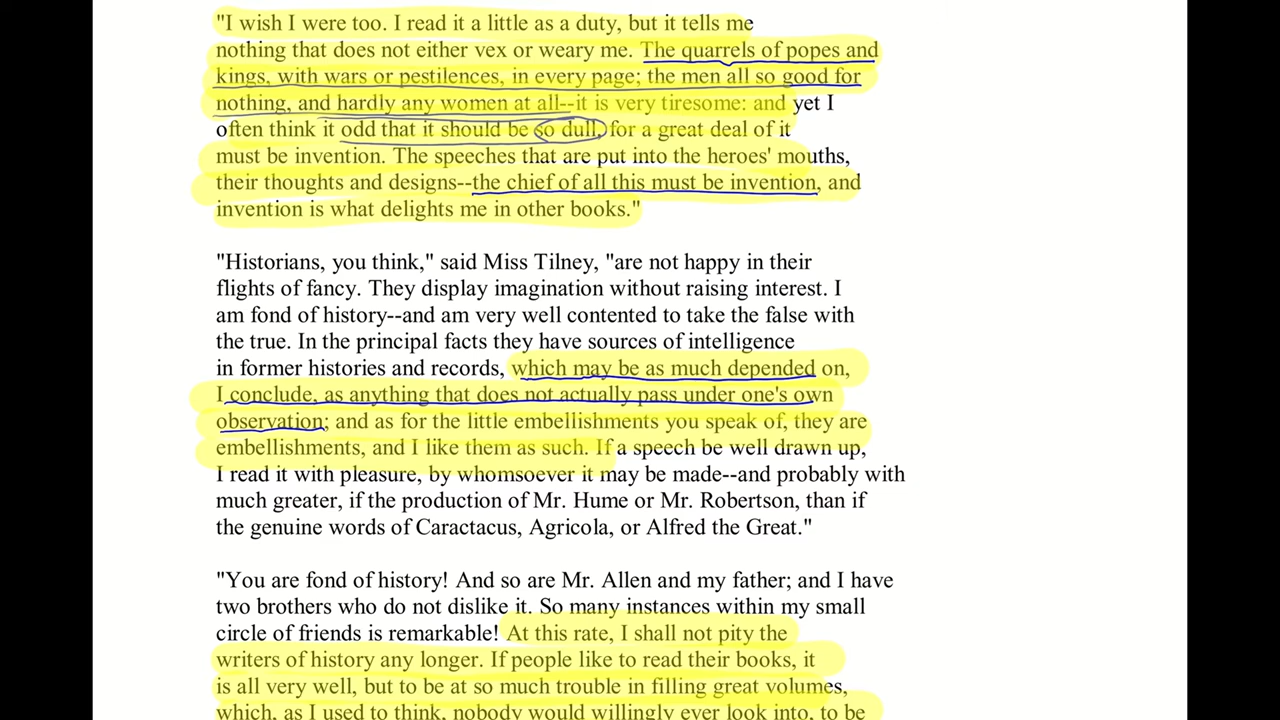 "I wish I were too. I read it a little as a duty, but it tells me
nothing that does not either vex or weary me. The quarrels of popes and
kings, with wars or pestilences, in every page; the men all so good for
nothing, and hardly any women at all--it is very tiresome: and yet I
often think it odd that it should be so dull, for a great deal of it
must be invention. The speeches that are put into the heroes' mouths,
their thoughts and designs--the chief of all this must be invention, and
invention is what delights me in other books."
"Historians, you think," said Miss Tilney, "are not happy in their
flights of fancy. They display imagination without raising interest. I
am fond of history--and am very well contented to take the false with
the true. In the principal facts they have sources of intelligence
in former histories and records, which may be as much depended on,
I conclude, as anything that does not actually pass under one's own
observation; and as for the little embellishments you speak of, they are
embellishments, and I like them as such. If a speech be well drawn up,
I read it with pleasure, by whomsoever it may be made--and probably with
much greater, if the production of Mr. Hume or Mr. Robertson, than if
the genuine words of Caractacus, Agricola, or Alfred the Great."
"You are fond of history! And so are Mr. Allen and my father; and I have
two brothers who do not dislike it. So many instances within my small
circle of friends is remarkable! At this rate, I shall not pity the
writers of history any longer. If people like to read their books, it
is all very well, but to be at so much trouble in filling great volumes,
which, as I used to think, nobody would willingly ever look into, to be